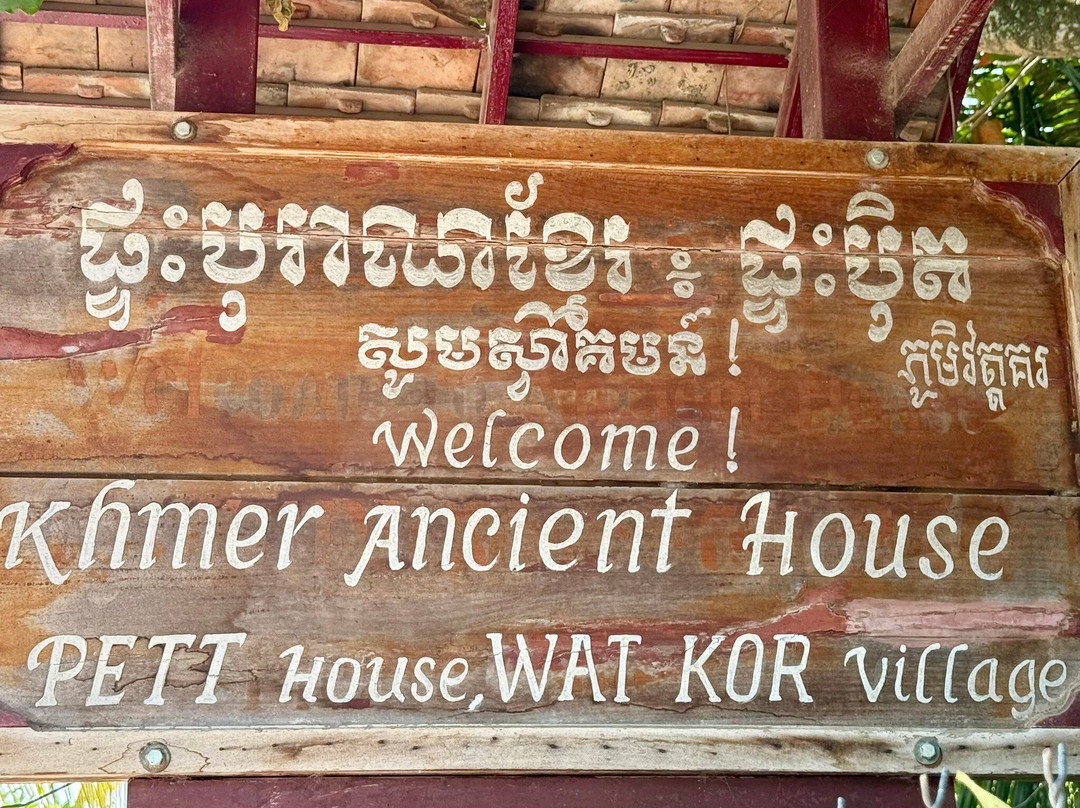 ផ្ទះបុរាណខ្មែរ ៖ ផ្ទះប៉ិត
សូមស្វាគមន៍!
ភូមិវត្តគរ
Welcome!
Khmer Ancient House
PETT House, WAT KOR Village